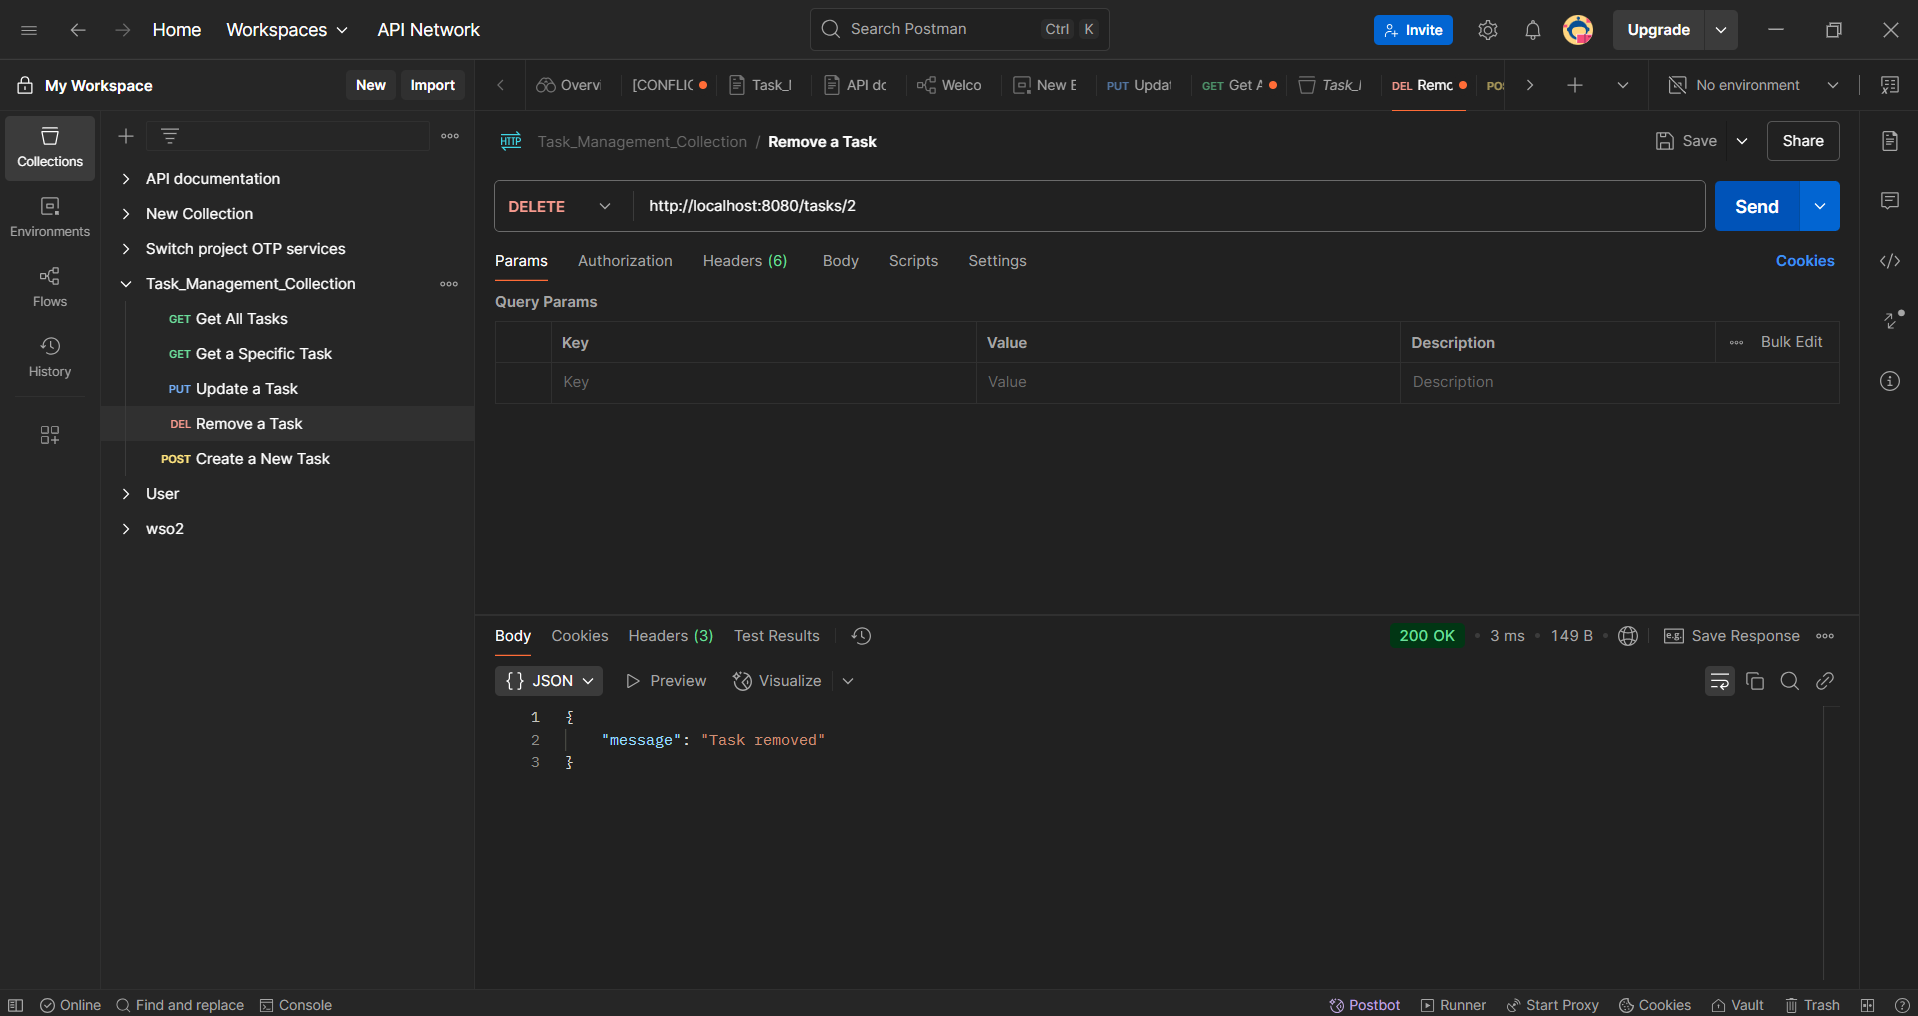 Home Workspaces API Network Search Postman Ctrl K Invite Upgrade
My Workspace New Import Overvi [CONFLIC Task_I API dc Welco New E PUT Updat GET Get A Task_I DEL Remc POS No environment
Collections
Environments
Flows
History
API documentation
New Collection
Switch project OTP services
Task_Management_Collection
GET Get All Tasks
GET Get a Specific Task
PUT Update a Task
DEL Remove a Task
POST Create a New Task
User
wso2
HTTP Task_Management_Collection / Remove a Task Save Share
DELETE http://localhost:8080/tasks/2 Send
Params Authorization Headers (6) Body Scripts Settings Cookies
Query Params
Key Value Description Bulk Edit
Key Value Description
Body Cookies Headers (3) Test Results 200 OK • 3 ms • 149 B • e.g. Save Response
{} JSON Preview Visualize
1 {
2 "message": "Task removed"
3 }
Online Find and replace Console Postbot Runner Start Proxy Cookies Vault Trash